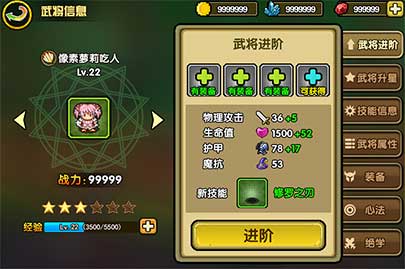 武将信息
9999999
9999999
9999999
像素萝莉吃人
Lv.22
战力：99999
经验 Lv.22 (3500/5500)
武将进阶
有装备 有装备 有装备 可获得
物理攻击 36 +5
生命值 1500 +52
护甲 78 +17
魔抗 53
新技能 修罗之刃
进阶
武将进阶
武将升星
技能信息
武将属性
装备
心法
绝学